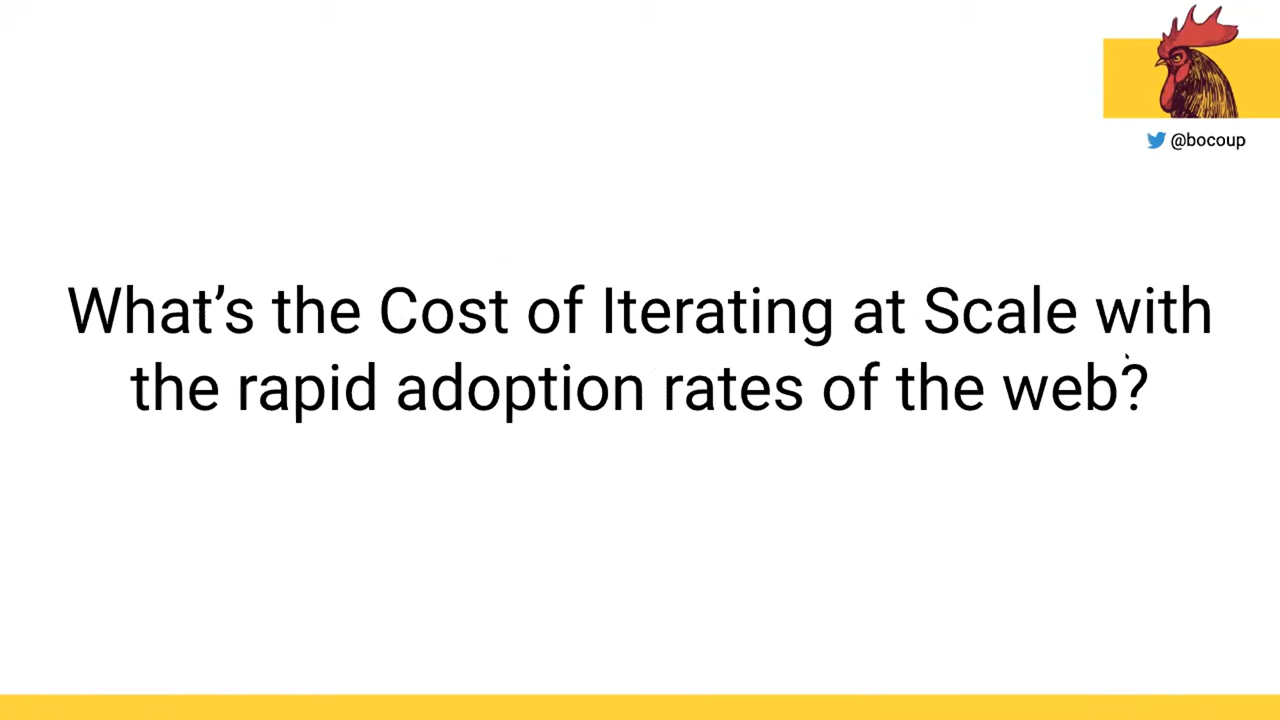 @bocoup
What’s the Cost of Iterating at Scale with
the rapid adoption rates of the web?